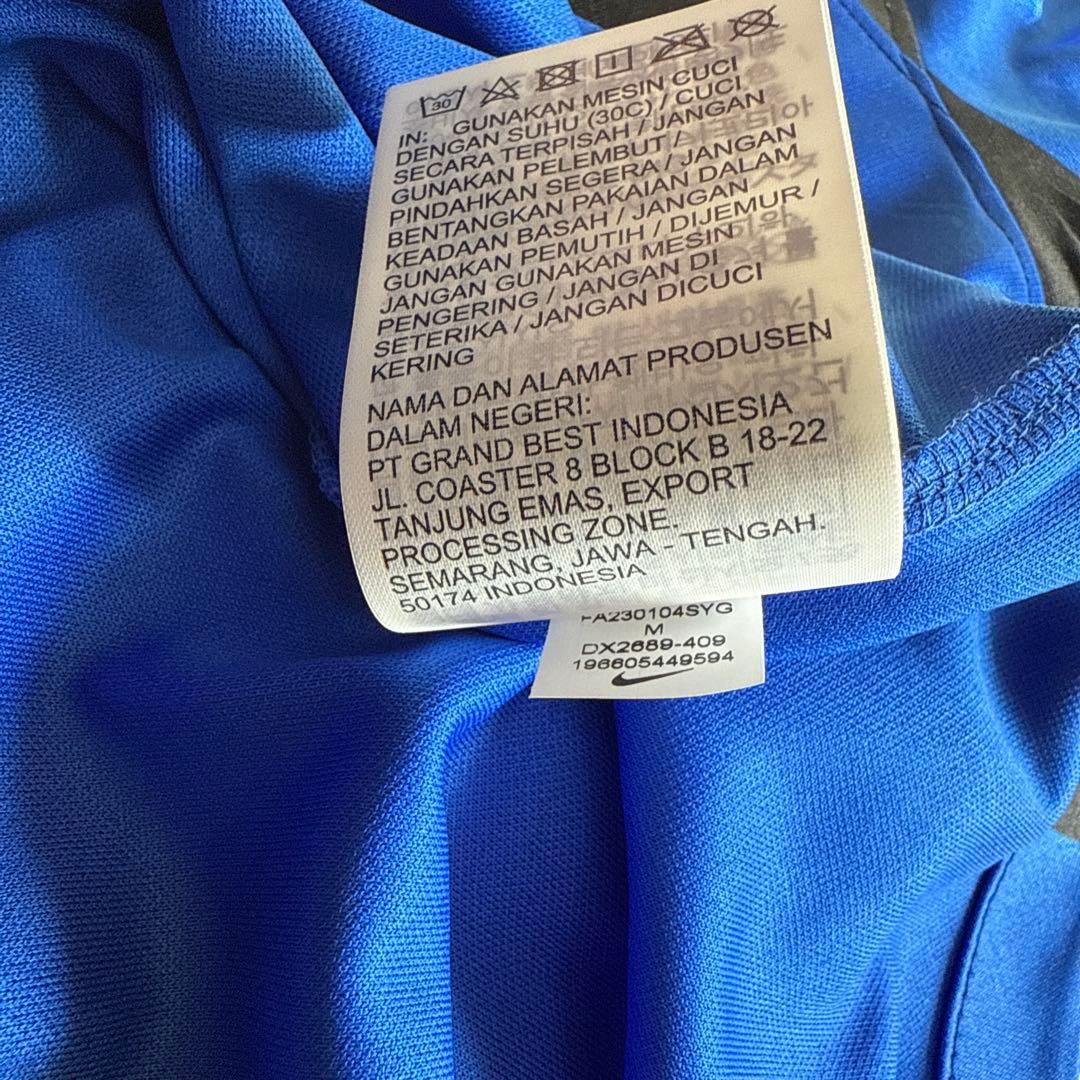 30
IN: GUNAKAN MESIN CUCI
DENGAN SUHU (30C) / CUCI
SECARA TERPISAH / JANGAN
GUNAKAN PELEMBUT /
PINDAHKAN SEGERA / JANGAN
BENTANGKAN PAKAIAN DALAM
KEADAAN BASAH / JANGAN
GUNAKAN PEMUTIH / DIJEMUR /
JANGAN GUNAKAN MESIN
PENGERING / JANGAN DI
SETERIKA / JANGAN DICUCI
KERING
NAMA DAN ALAMAT PRODUSEN
DALAM NEGERI:
PT GRAND BEST INDONESIA
JL. COASTER 8 BLOCK B 18-22
TANJUNG EMAS, EXPORT
PROCESSING ZONE.
SEMARANG, JAWA - TENGAH.
50174 INDONESIA
FA230104SYG
M
DX2689-409
196605449594